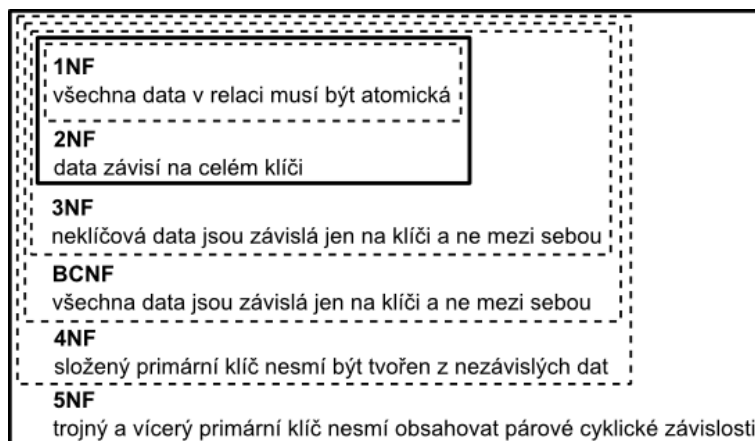 1NF
všechna data v relaci musí být atomická
2NF
data závisí na celém klíči
3NF
neklíčová data jsou závislá jen na klíči a ne mezi sebou
BCNF
všechna data jsou závislá jen na klíči a ne mezi sebou
4NF
složený primární klíč nesmí být tvořen z nezávislých dat
5NF
trojný a vícerý primární klíč nesmí obsahovat párové cyklické závislosti